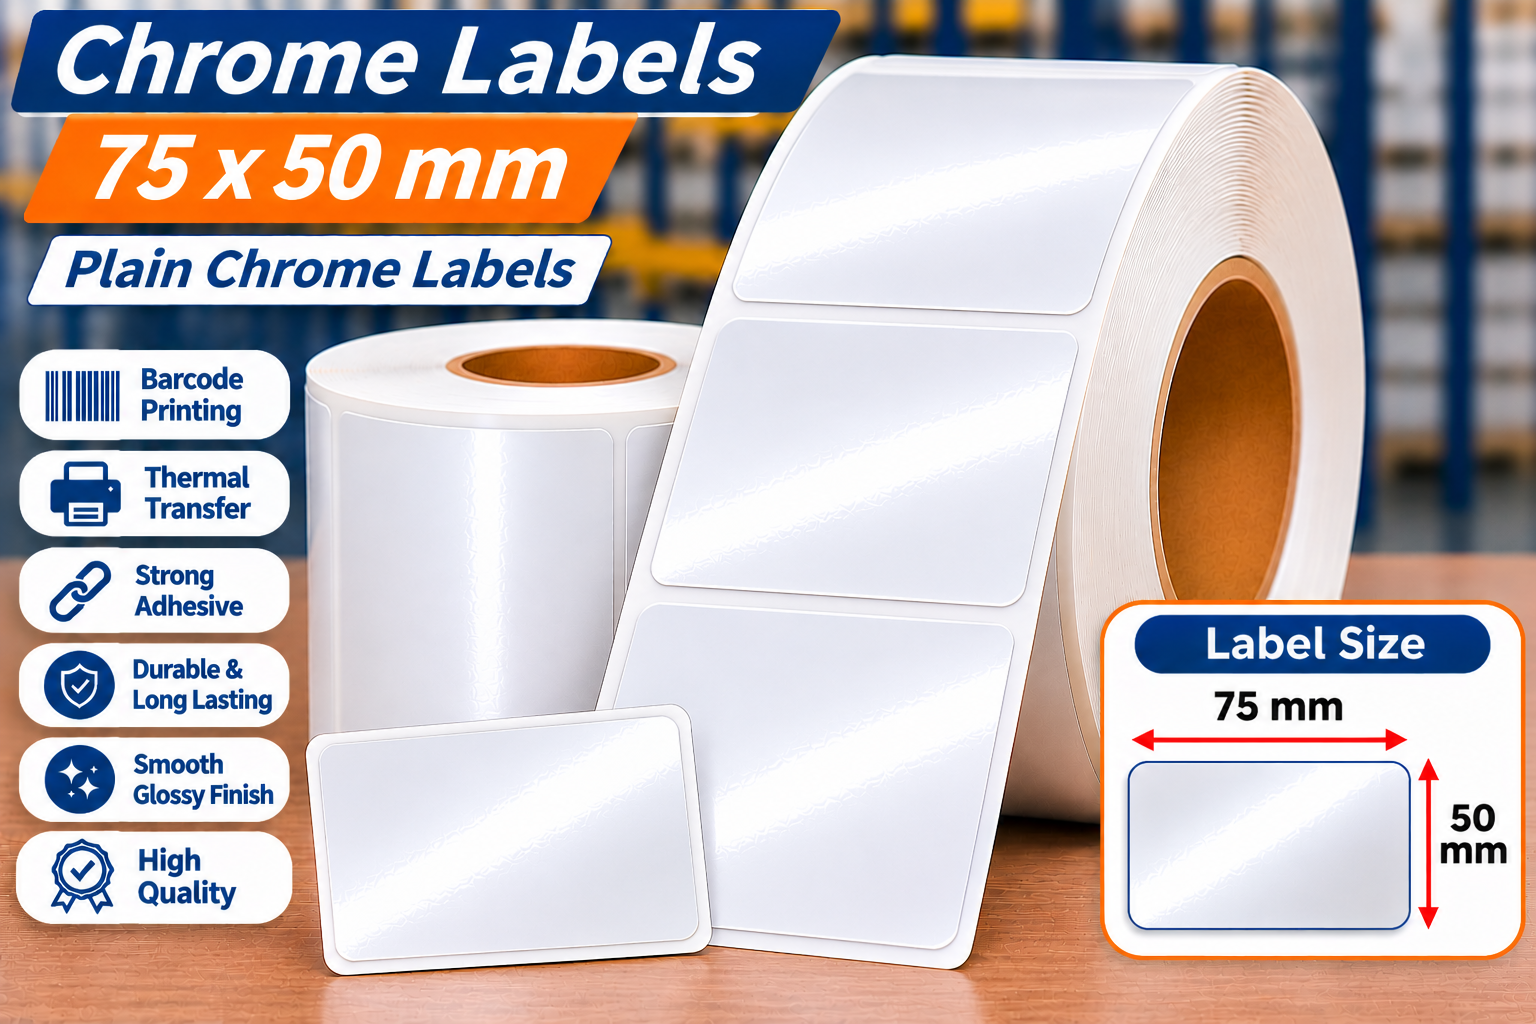 Chrome Labels
75 x 50 mm
Plain Chrome Labels
Barcode
Printing
Thermal
Transfer
Strong
Adhesive
Durable &
Long Lasting
Smooth
Glossy Finish
High
Quality
Label Size
75 mm
50
mm